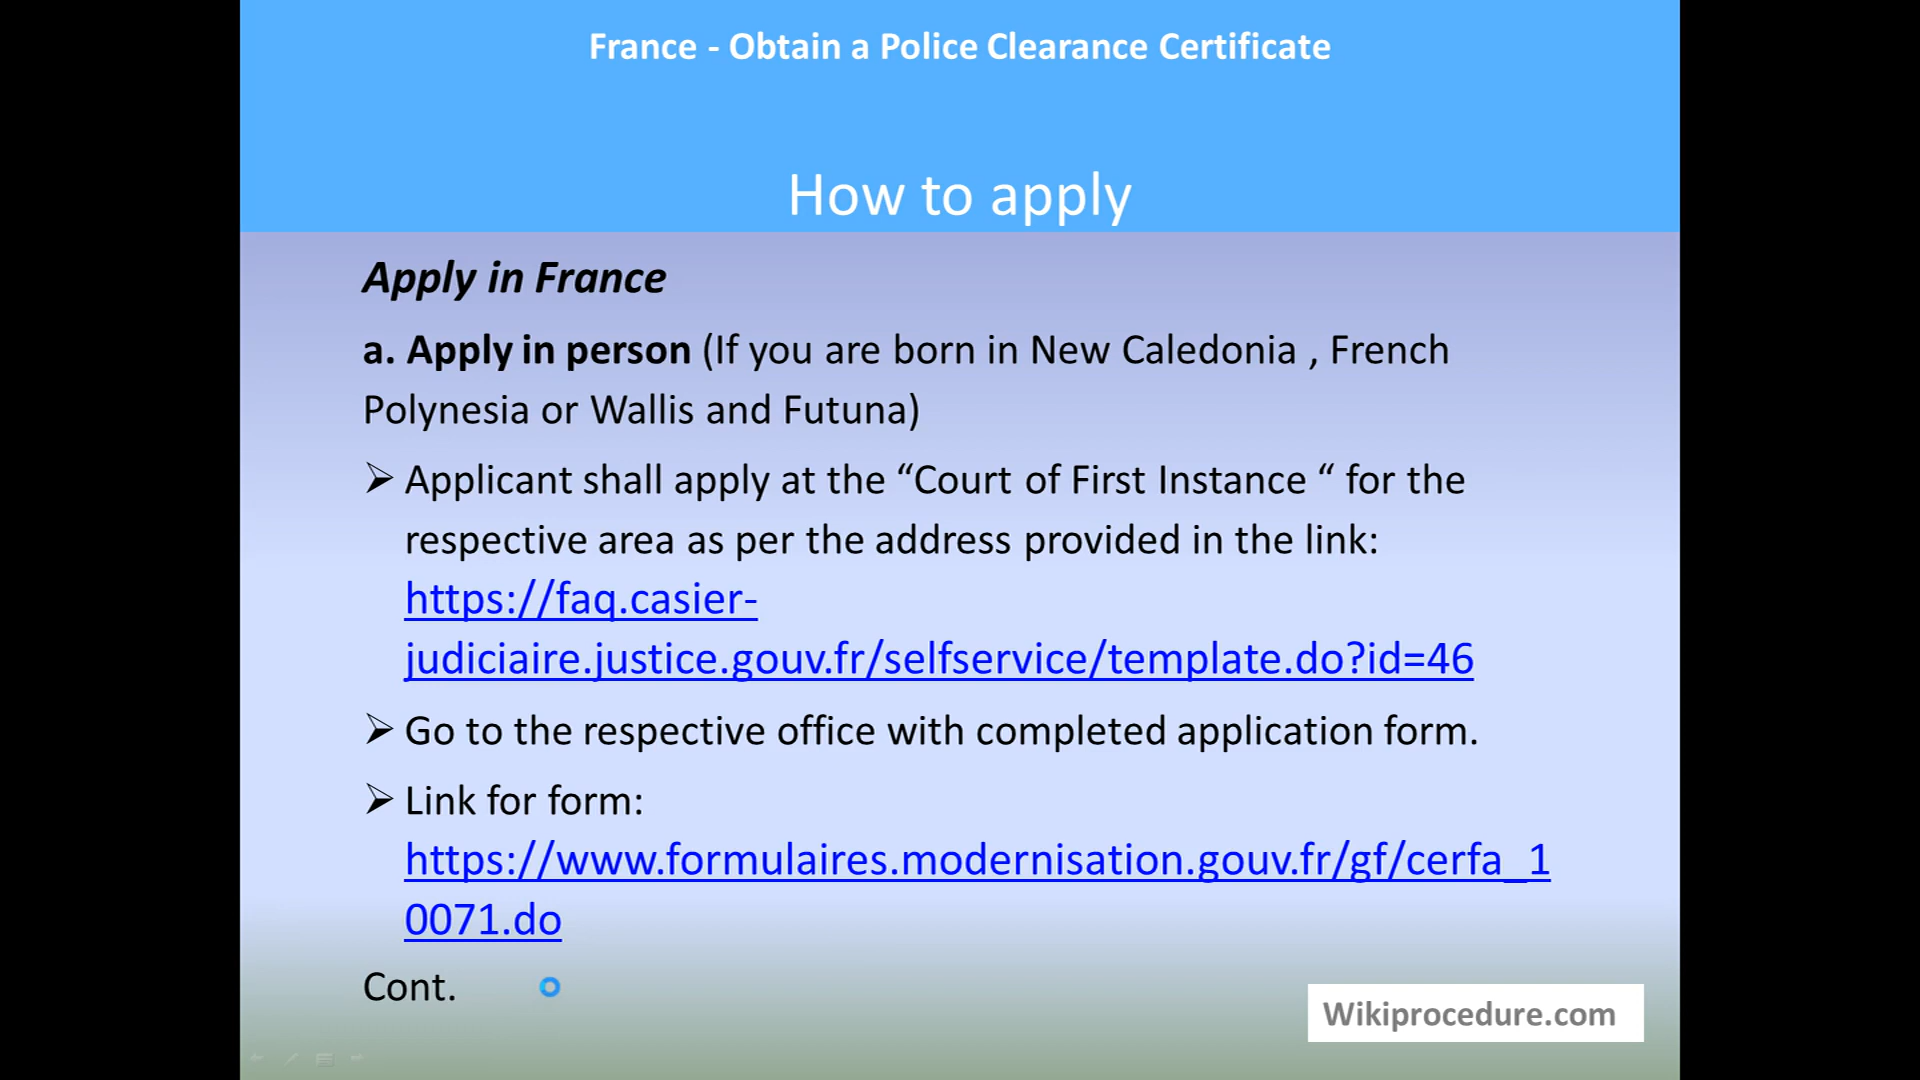 France - Obtain a Police Clearance Certificate
How to apply
Apply in France
a. Apply in person (If you are born in New Caledonia , French
Polynesia or Wallis and Futuna)
➢ Applicant shall apply at the “Court of First Instance “ for the
respective area as per the address provided in the link:
https://faq.casier-
judiciaire.justice.gouv.fr/selfservice/template.do?id=46
➢ Go to the respective office with completed application form.
➢ Link for form:
https://www.formulaires.modernisation.gouv.fr/gf/cerfa_1
0071.do
Cont.
Wikiprocedure.com